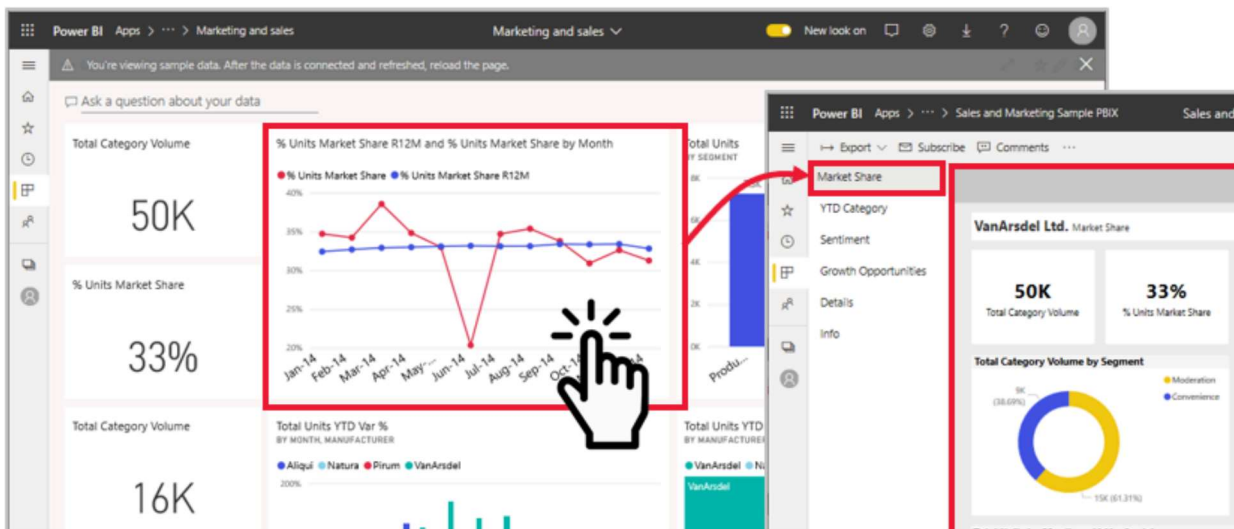 Power BI Apps > ··· > Marketing and sales
Marketing and sales
New look on
You're viewing sample data. After the data is connected and refreshed, reload the page.
Ask a question about your data
Total Category Volume
50K
% Units Market Share
33%
Total Category Volume
16K
% Units Market Share R12M and % Units Market Share by Month
% Units Market Share % Units Market Share R12M
40%
35%
30%
25%
20%
Jan-14 Feb-14 Mar-14 Apr-14 May-... Jun-14 Jul-14 Aug-14 Sep-14 Oct-14
Total Units YTD Var %
BY MONTH, MANUFACTURER
Aliqui Natura Pirum VanArsdel
200%
Total Units
BY SEGMENT
8K
6K
4K
2K
0K
Produ...
Total Units YTD
BY MANUFACTURER
VanArsdel
VanArsdel
Power BI Apps > ··· > Sales and Marketing Sample PBIX
Sales and
Export Subscribe Comments ···
Market Share
YTD Category
Sentiment
Growth Opportunities
Details
Info
VanArsdel Ltd. Market Share
50K
Total Category Volume
33%
% Units Market Share
Total Category Volume by Segment
Moderation
Convenience
9K
(38.69%)
15K (61.31%)